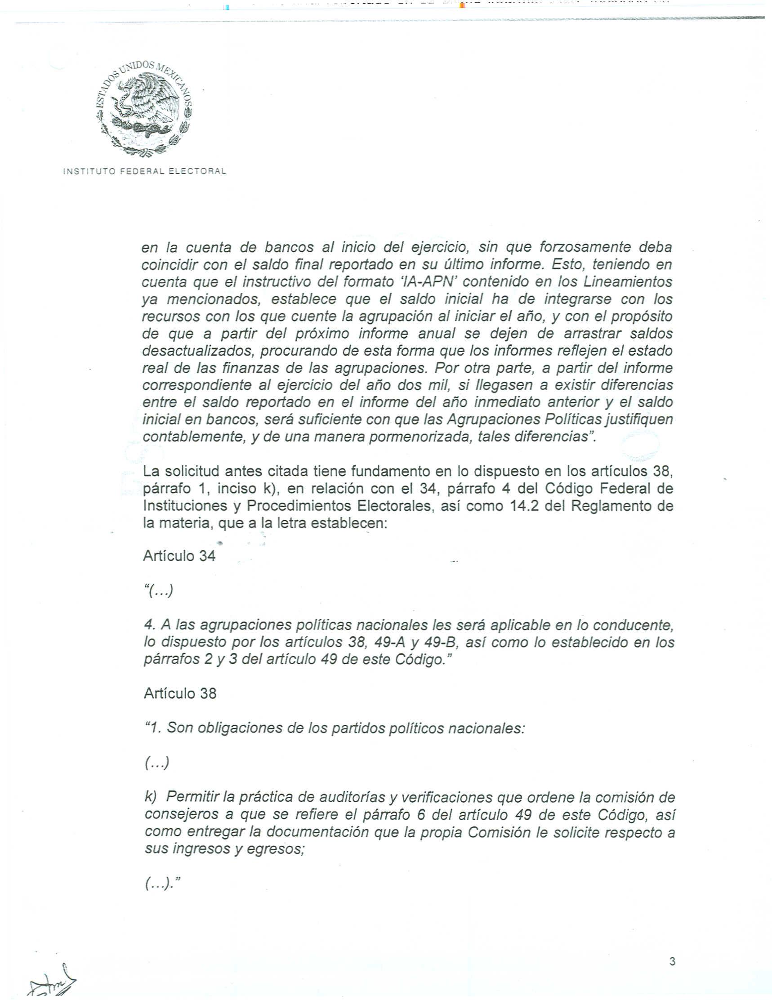 ESTADOS UNIDOS MEXICANOS
INSTITUTO FEDERAL ELECTORAL
en la cuenta de bancos al inicio del ejercicio, sin que forzosamente deba
coincidir con el saldo final reportado en su último informe. Esto, teniendo en
cuenta que el instructivo del formato ‘IA-APN’ contenido en los Lineamientos
ya mencionados, establece que el saldo inicial ha de integrarse con los
recursos con los que cuente la agrupación al iniciar el año, y con el propósito
de que a partir del próximo informe anual se dejen de arrastrar saldos
desactualizados, procurando de esta forma que los informes reflejen el estado
real de las finanzas de las agrupaciones. Por otra parte, a partir del informe
correspondiente al ejercicio del año dos mil, si llegasen a existir diferencias
entre el saldo reportado en el informe del año inmediato anterior y el saldo
inicial en bancos, será suficiente con que las Agrupaciones Políticas justifiquen
contablemente, y de una manera pormenorizada, tales diferencias”.
La solicitud antes citada tiene fundamento en lo dispuesto en los artículos 38,
párrafo 1, inciso k), en relación con el 34, párrafo 4 del Código Federal de
Instituciones y Procedimientos Electorales, así como 14.2 del Reglamento de
la materia, que a la letra establecen:
Artículo 34
“(...)
4. A las agrupaciones políticas nacionales les será aplicable en lo conducente,
lo dispuesto por los artículos 38, 49-A y 49-B, así como lo establecido en los
párrafos 2 y 3 del artículo 49 de este Código.”
Artículo 38
“1. Son obligaciones de los partidos políticos nacionales:
(...)
k) Permitir la práctica de auditorías y verificaciones que ordene la comisión de
consejeros a que se refiere el párrafo 6 del artículo 49 de este Código, así
como entregar la documentación que la propia Comisión le solicite respecto a
sus ingresos y egresos;
(...).”
3